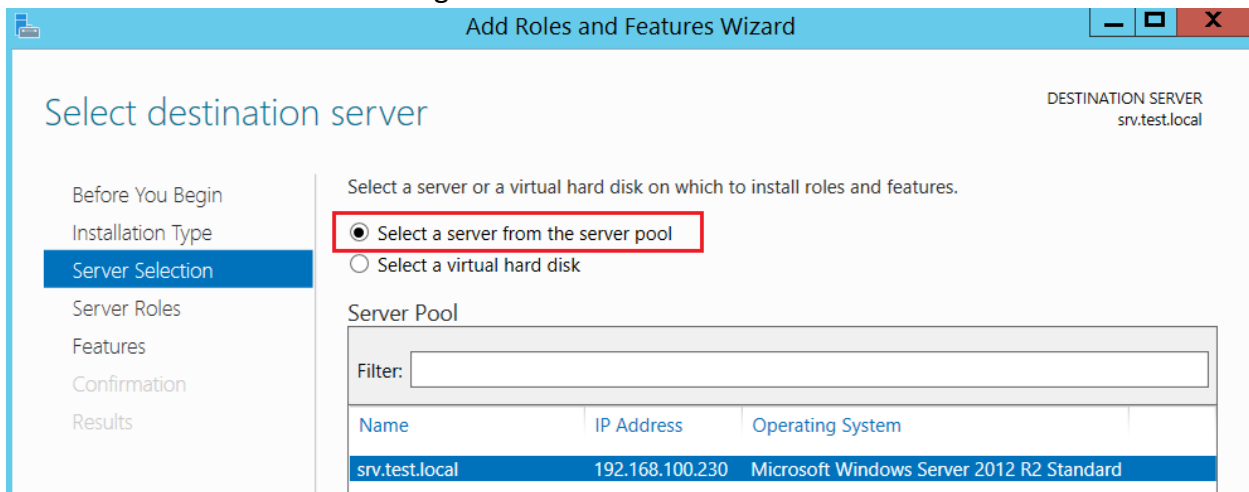 Add Roles and Features Wizard
Select destination server
DESTINATION SERVER
srv.test.local
Before You Begin
Installation Type
Server Selection
Server Roles
Features
Confirmation
Results
Select a server or a virtual hard disk on which to install roles and features.
Select a server from the server pool
Select a virtual hard disk
Server Pool
Filter:
Name IP Address Operating System
srv.test.local 192.168.100.230 Microsoft Windows Server 2012 R2 Standard